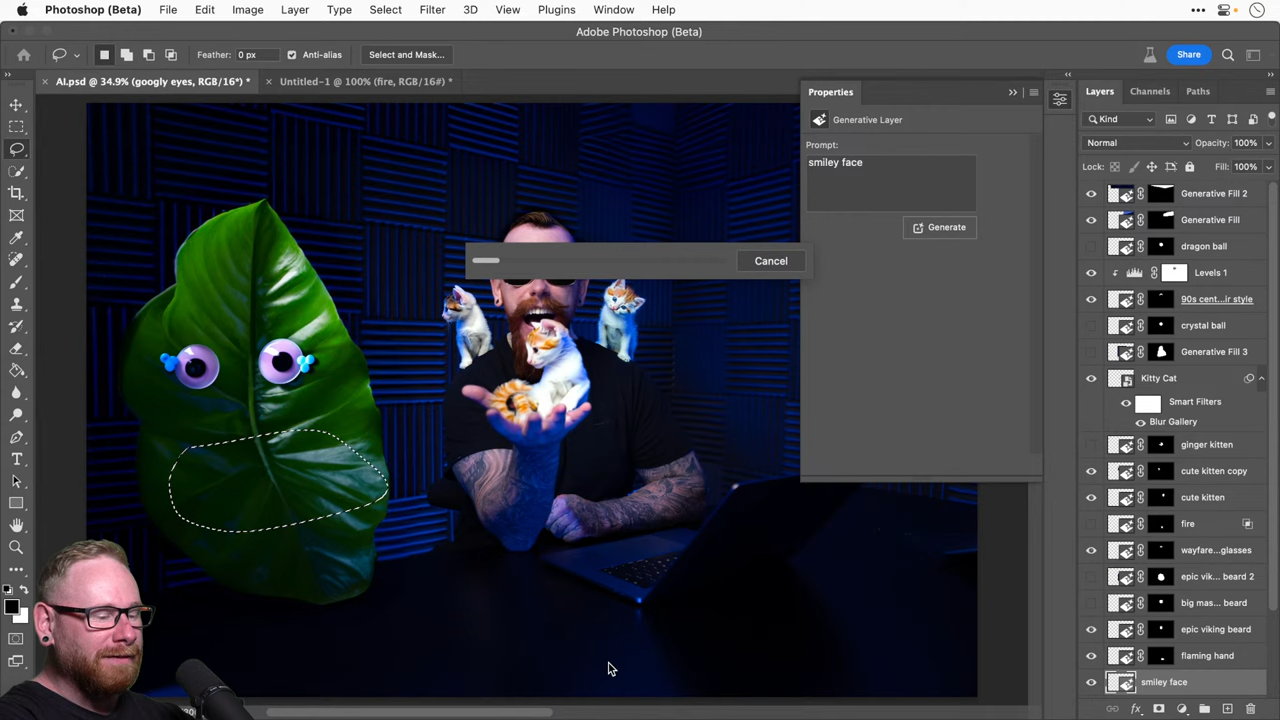 Photoshop (Beta) File Edit Image Layer Type Select Filter 3D View Plugins Window Help
Adobe Photoshop (Beta)
Feather: 0 px Anti-alias Select and Mask... Share
AI.psd @ 34.9% (googly eyes, RGB/16*) * Untitled-1 @ 100% (fire, RGB/16#) *
Properties
Generative Layer
Prompt:
smiley face
Generate
Cancel
Layers Channels Paths
Kind
Normal Opacity: 100%
Lock: Fill: 100%
Generative Fill 2
Generative Fill
dragon ball
Levels 1
90s cent...ir style
crystal ball
Generative Fill 3
Kitty Cat
Smart Filters
Blur Gallery
ginger kitten
cute kitten copy
cute kitten
fire
wayfare...glasses
epic vik... beard 2
big mas... beard
epic viking beard
flaming hand
smiley face